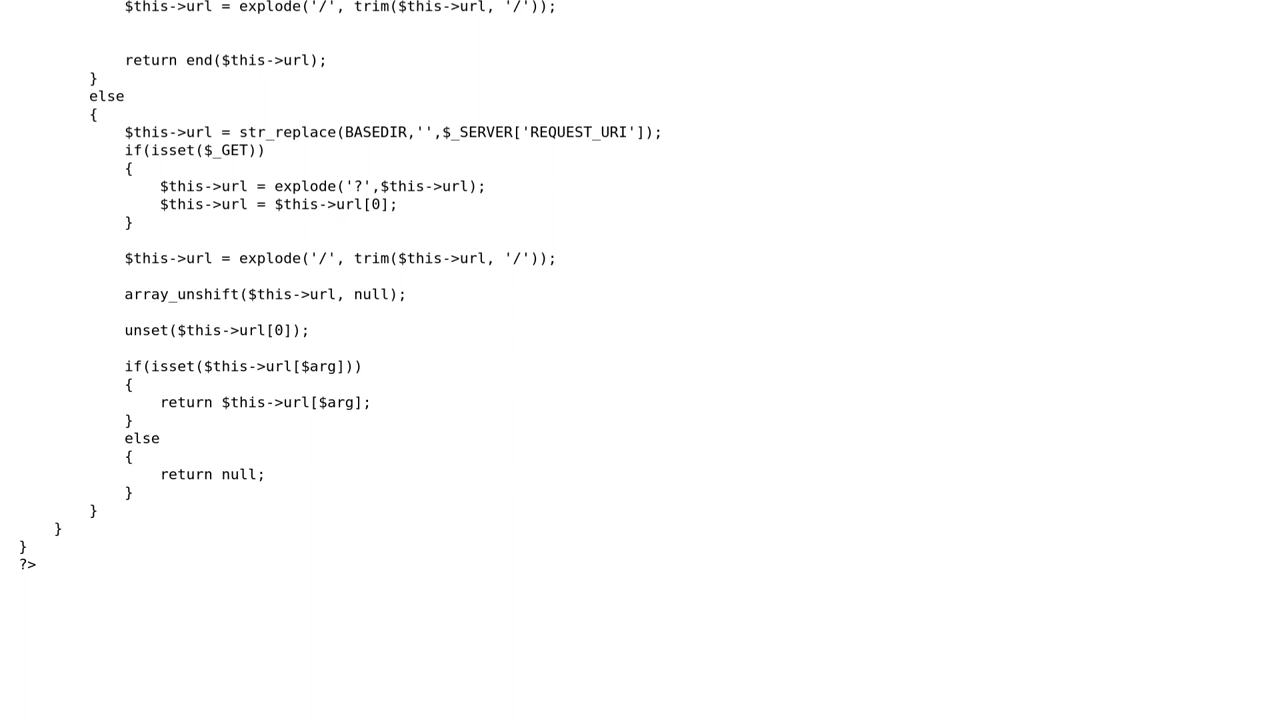 $this->url = explode('/', trim($this->url, '/'));
return end($this->url);
}
else
{
$this->url = str_replace(BASEDIR,'',$_SERVER['REQUEST_URI']);
if(isset($_GET))
{
$this->url = explode('?',$this->url);
$this->url = $this->url[0];
}
$this->url = explode('/', trim($this->url, '/'));
array_unshift($this->url, null);
unset($this->url[0]);
if(isset($this->url[$arg]))
{
return $this->url[$arg];
}
else
{
return null;
}
}
}
}
?>